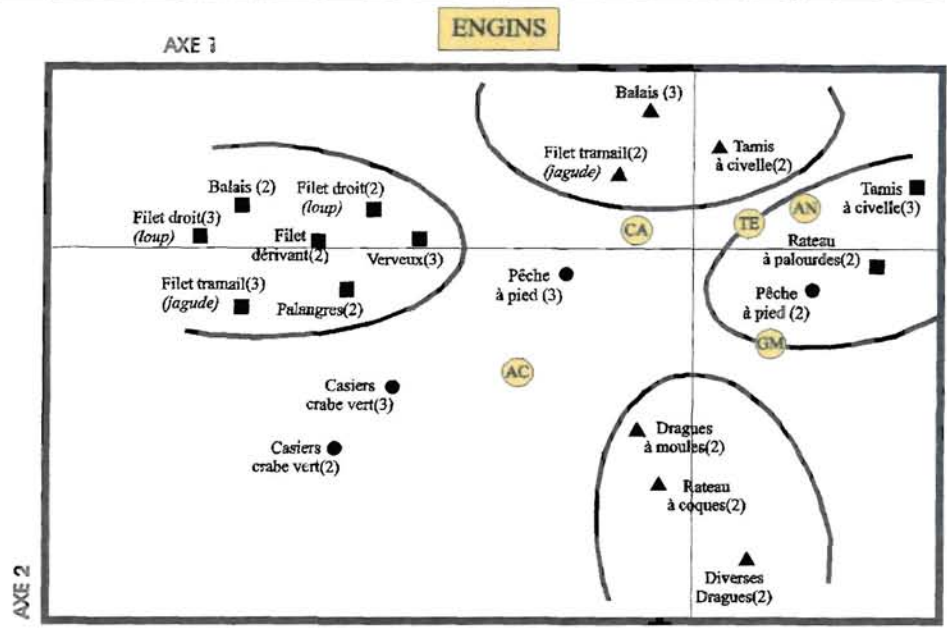 ENGINS
AXE 1
Balais (3)
Filet tramail(2)
(jagude)
Tamis
à civelle(2)
Balais (2)
Filet droit(2)
(loup)
Filet droit(3)
(loup)
Filet
dérivant(2)
Verveux(3)
Filet tramail(3)
(jagude)
Palangres(2)
CA
TE
AN
Tamis
à civelle(3)
Rateau
à palourdes(2)
Pêche
à pied (3)
Pêche
à pied (2)
GM
AC
Casiers
crabe vert(3)
Casiers
crabe vert(2)
Dragues
à moules(2)
Rateau
à coques(2)
Diverses
Dragues(2)
AXE 2